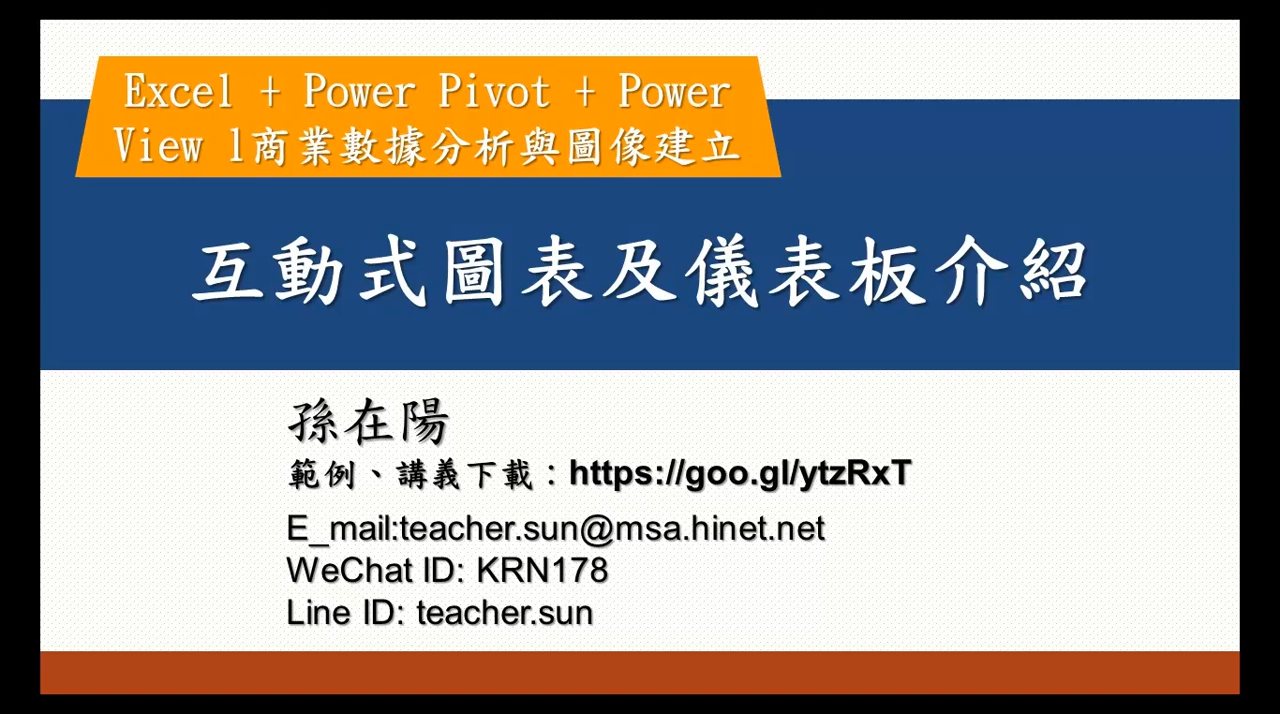 Excel + Power Pivot + Power
View l商業數據分析與圖像建立
互動式圖表及儀表板介紹
孫在陽
範例、講義下載：https://goo.gl/ytzRxT
E_mail:teacher.sun@msa.hinet.net
WeChat ID: KRN178
Line ID: teacher.sun